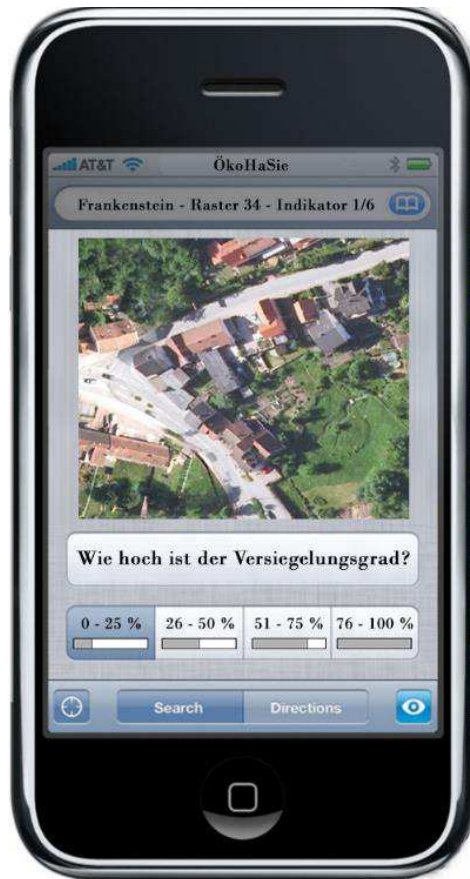 AT&T ÖkoHaSie
Frankenstein - Raster 34 - Indikator 1/6
Wie hoch ist der Versiegelungsgrad?
0 - 25 % 26 - 50 % 51 - 75 % 76 - 100 %
Search Directions